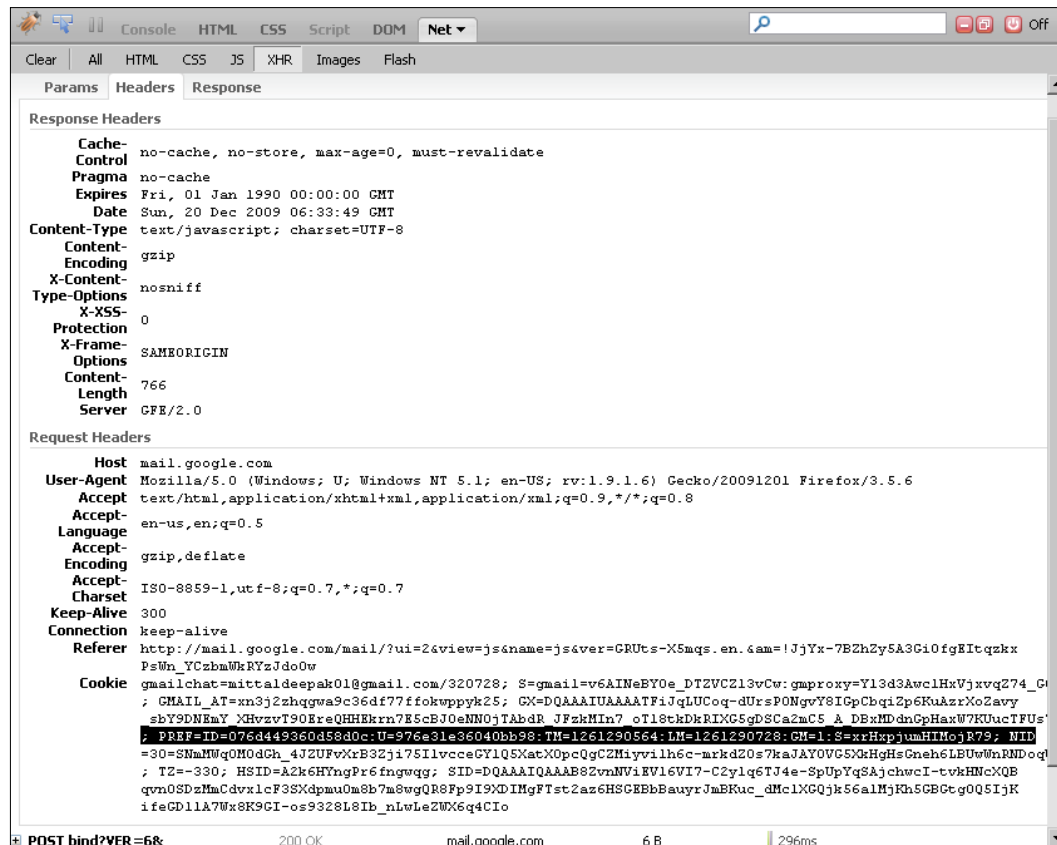 Console HTML CSS Script DOM Net Off
Clear All HTML CSS JS XHR Images Flash
Params Headers Response
Response Headers
Cache-Control no-cache, no-store, max-age=0, must-revalidate
Pragma no-cache
Expires Fri, 01 Jan 1990 00:00:00 GMT
Date Sun, 20 Dec 2009 06:33:49 GMT
Content-Type text/javascript; charset=UTF-8
Content-Encoding gzip
X-Content-Type-Options nosniff
X-XSS-Protection 0
X-Frame-Options SAMEORIGIN
Content-Length 766
Server GFE/2.0
Request Headers
Host mail.google.com
User-Agent Mozilla/5.0 (Windows; U; Windows NT 5.1; en-US; rv:1.9.1.6) Gecko/20091201 Firefox/3.5.6
Accept text/html,application/xhtml+xml,application/xml;q=0.9,*/*;q=0.8
Accept-Language en-us,en;q=0.5
Accept-Encoding gzip,deflate
Accept-Charset ISO-8859-1,utf-8;q=0.7,*;q=0.7
Keep-Alive 300
Connection keep-alive
Referer http://mail.google.com/mail/?ui=2&view=js&name=js&ver=GRUts-X5mqs.en.&am=!JjYx-7BZhZy5A3GiOfgEItqzkx
PsWn_YCzbmWkRYzJdoOw
Cookie gmailchat=mittaldeepak01@gmail.com/320728; S=gmail=v6AINeBY0e_DTZVCZl3vCw:gmproxy=Yl3d3AwclHxVjxvqZ74_G
; GMAIL_AT=xn3j2zhqgwa9c36df77ffokwppyk25; GX=DQAAAIUAAAATFiJqLUCoq-dUrsPONgvY8IGpCbqiZp6KuAzrXoZavy
_sbY9DNEmY_XHvzvT90EreQHHEkrn7E5cBJ0eNNOjTAbdR_JFzkMIn7_oTl8tkDkRIXG5gDSCa2mC5_A_DBxMDdnGpHaxW7KUucTFUs
; PREF=ID=076d449360d58d0c:U=976e31e36040bb98:TM=1261290564:LM=1261290728:GM=1:S=xrHxpjumHIMojR79; NID
=30=SNmMWqOM0dGh_4JZUFvXrB3Zji75IlvcceGYlQ5XatXOpcQgCZMiyvilh6c-mrkdZ0s7kaJAYOVG5XkHgHsGneh6LBUwWnRNDoq
; TZ=-330; HSID=A2k6HYngPr6fngwqg; SID=DQAAAIQAAAB8ZvnNViEVl6VI7-C2ylq6TJ4e-SpUpYqSAjchwcI-tvkHNcXQB
qvnOSDzMmCdvxlcF3SXdpmu0m8b7m8wgQR8Fp9I9XDIMgFTst2az6HSGEBbBauyrJmBKuc_dMclXGQjk56alMjKh5GBGtgOQ5IjK
ifeGDllA7Wx8K9GI-os9328L8Ib_nLwLeZWX6q4CIo
POST bind?VER=6& 200 OK mail.google.com 6 B 296ms